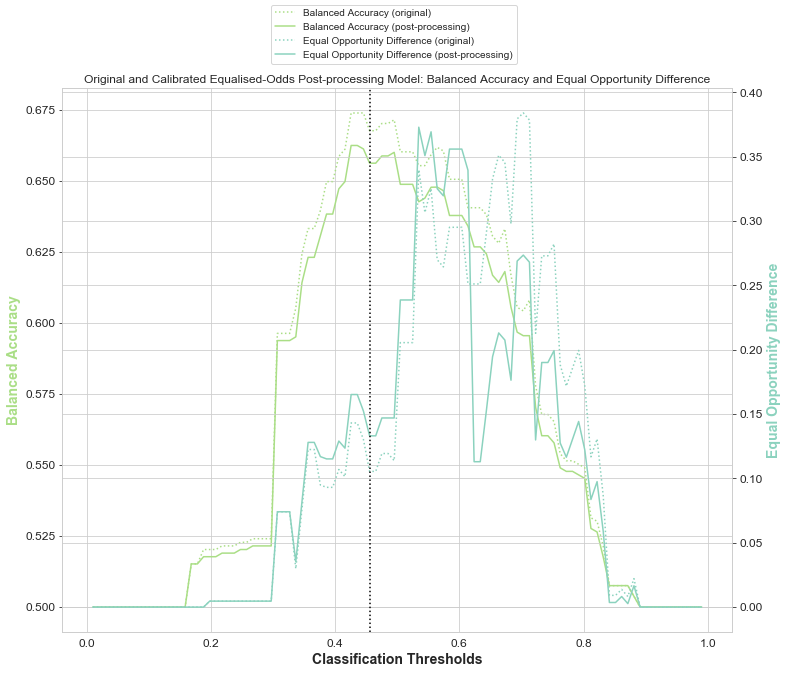 Balanced Accuracy (original)
Balanced Accuracy (post-processing)
Equal Opportunity Difference (original)
Equal Opportunity Difference (post-processing)
Original and Calibrated Equalised-Odds Post-processing Model: Balanced Accuracy and Equal Opportunity Difference
Balanced Accuracy
0.675
0.650
0.625
0.600
0.575
0.550
0.525
0.500
0.40
0.35
0.30
0.25
0.20
0.15
0.10
0.05
0.00
Equal Opportunity Difference
0.0
0.2
0.4
0.6
0.8
1.0
Classification Thresholds